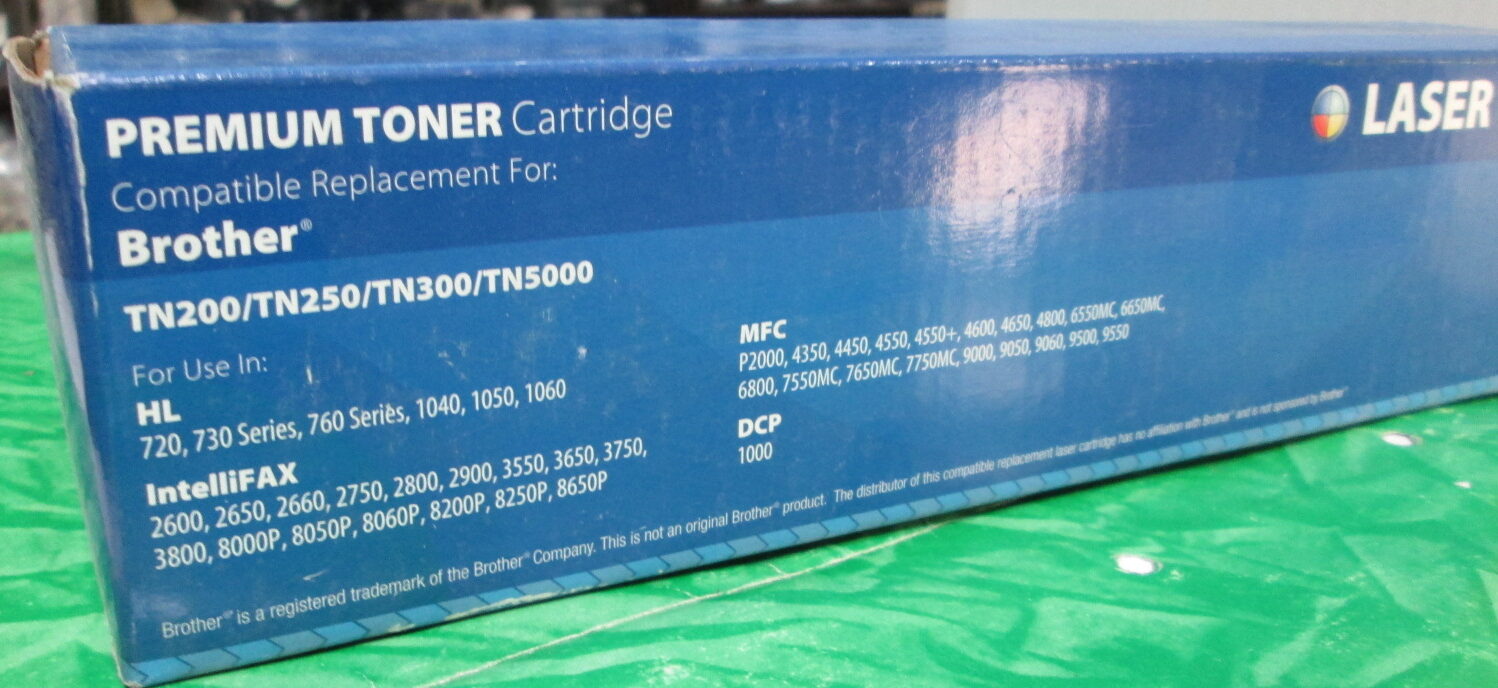 PREMIUM TONER Cartridge
Compatible Replacement For:
Brother®
TN200/TN250/TN300/TN5000
For Use In:
HL
720, 730 Series, 760 Series, 1040, 1050, 1060
IntelliFAX
2600, 2650, 2660, 2750, 2800, 2900, 3550, 3650, 3750,
3800, 8000P, 8050P, 8060P, 8200P, 8250P, 8650P
MFC
P2000, 4350, 4450, 4550, 4550+, 4600, 4650, 4800, 6550MC, 6650MC,
6800, 7550MC, 7650MC, 7750MC, 9000, 9050, 9060, 9500, 9550
DCP
1000
Brother® is a registered trademark of the Brother® Company. This is not an original Brother® product. The distributor of this compatible replacement laser cartridge has no affiliation with Brother® and is not sponsored by Brother®
LASER